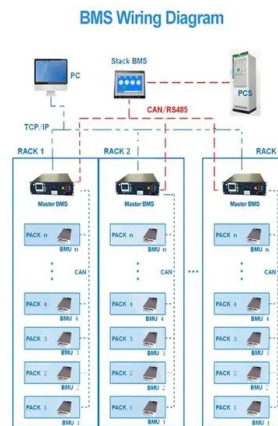 BMS Wiring Diagram
PC
Stack BMS
PCS
CAN/RS485
TCP/IP
RACK 1
RACK 2
RACK
Master BMS
Master BMS
Master BMS
PACK n
BMU n
PACK n
BMU n
PACK n
BMU n
CAN
CAN
CAN
PACK 4
BMU 4
PACK 4
BMU 4
PACK 4
BMU 4
PACK 3
BMU 3
PACK 3
BMU 3
PACK 3
BMU 3
PACK 2
BMU 2
PACK 2
BMU 2
PACK 2
BMU 2
PACK 1
BMU 1
PACK 1
BMU 1
PACK 1
BMU 1